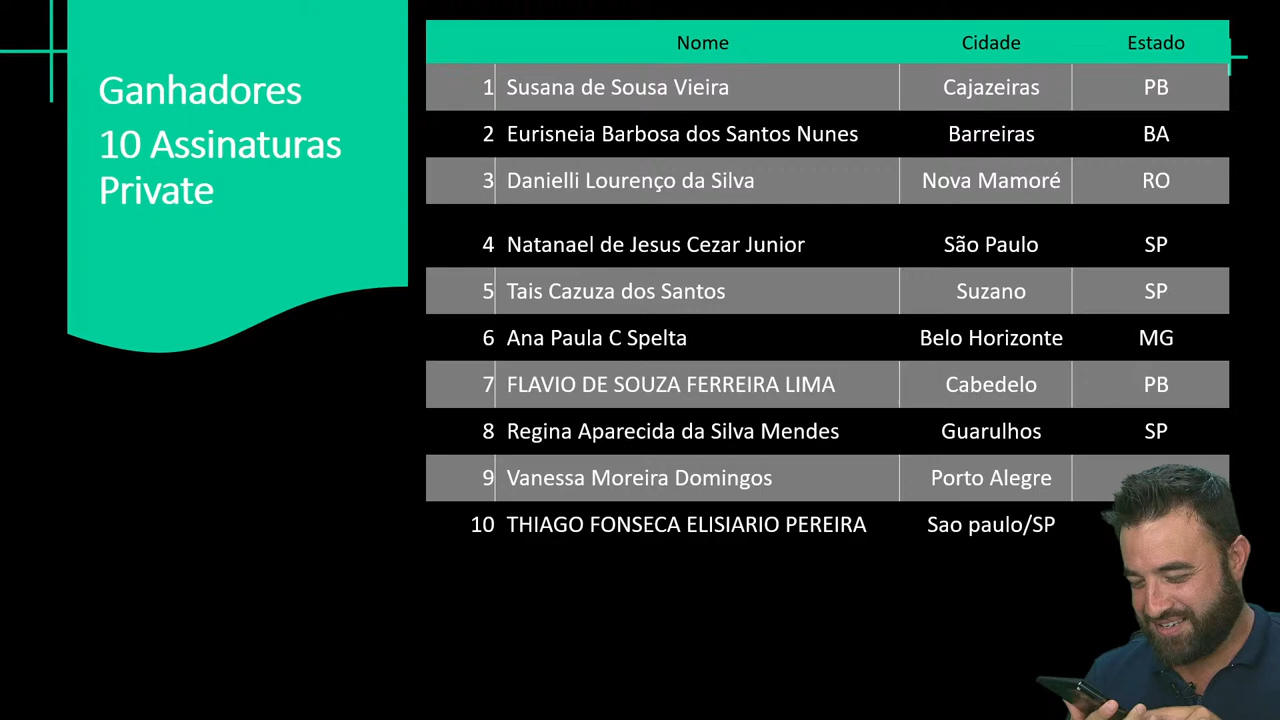 Ganhadores
10 Assinaturas
Private
Nome Cidade Estado
1 Susana de Sousa Vieira Cajazeiras PB
2 Eurisneia Barbosa dos Santos Nunes Barreiras BA
3 Danielli Lourenço da Silva Nova Mamoré RO
4 Natanael de Jesus Cezar Junior São Paulo SP
5 Tais Cazuza dos Santos Suzano SP
6 Ana Paula C Spelta Belo Horizonte MG
7 FLAVIO DE SOUZA FERREIRA LIMA Cabedelo PB
8 Regina Aparecida da Silva Mendes Guarulhos SP
9 Vanessa Moreira Domingos Porto Alegre
10 THIAGO FONSECA ELISIARIO PEREIRA Sao paulo/SP